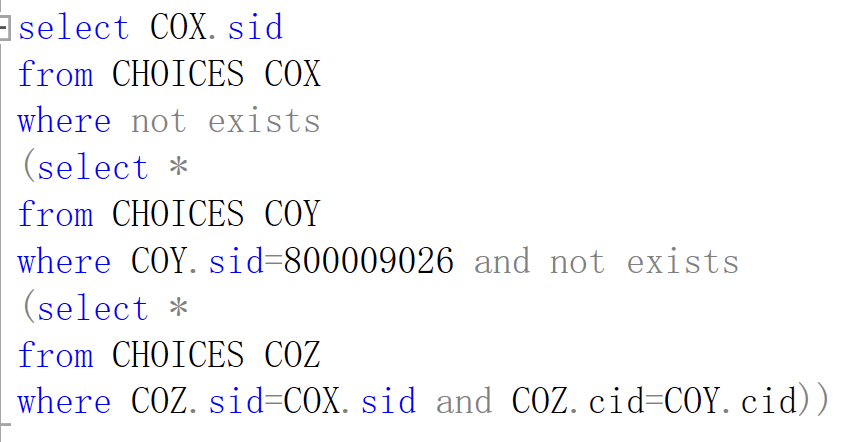 select COX.sid
from CHOICES COX
where not exists
(select *
from CHOICES COY
where COY.sid=800009026 and not exists
(select *
from CHOICES COZ
where COZ.sid=COX.sid and COZ.cid=COY.cid))